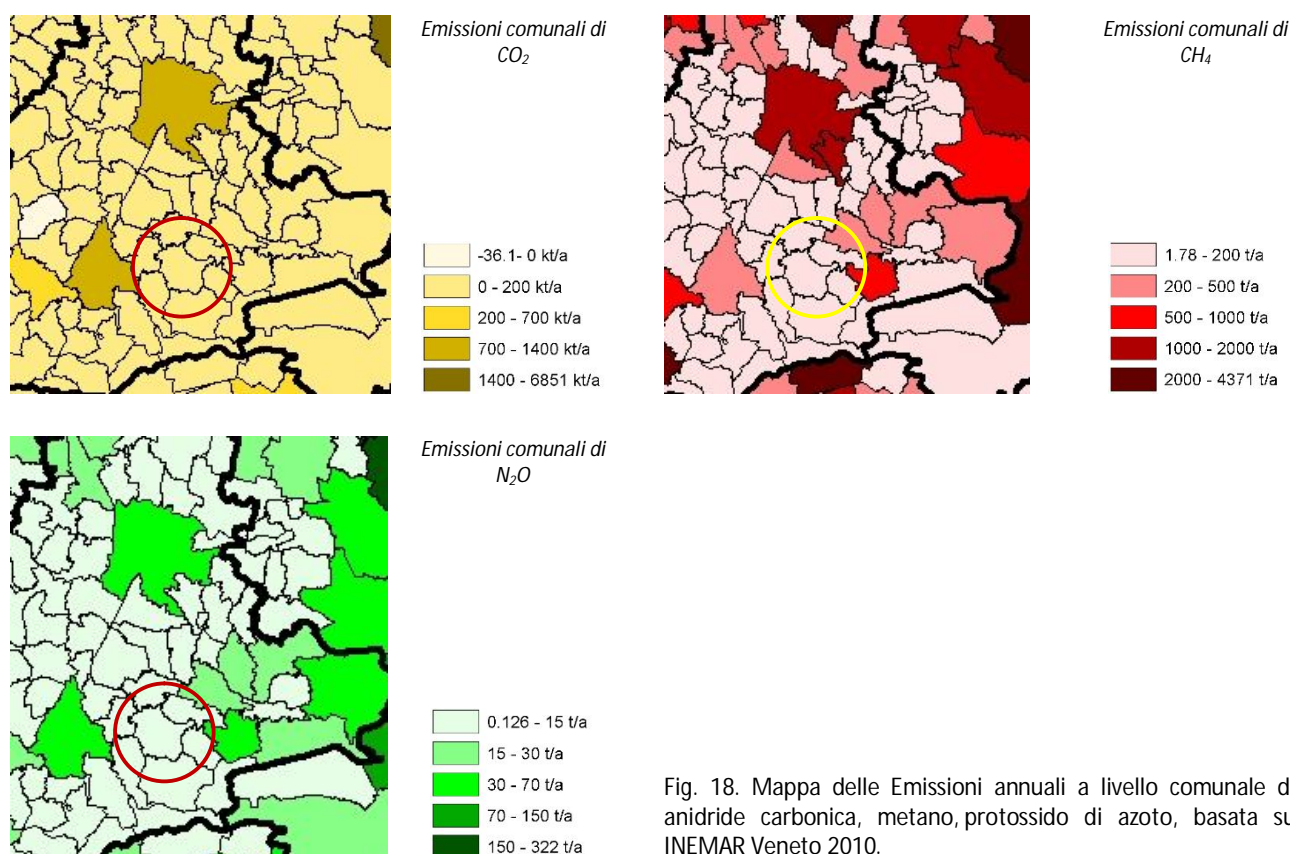 Emissioni comunali di
CO2
-36.1- 0 kt/a
0 - 200 kt/a
200 - 700 kt/a
700 - 1400 kt/a
1400 - 6851 kt/a
Emissioni comunali di
CH4
1.78 - 200 t/a
200 - 500 t/a
500 - 1000 t/a
1000 - 2000 t/a
2000 - 4371 t/a
Emissioni comunali di
N2O
0.126 - 15 t/a
15 - 30 t/a
30 - 70 t/a
70 - 150 t/a
150 - 322 t/a
Fig. 18. Mappa delle Emissioni annuali a livello comunale d
anidride carbonica, metano, protossido di azoto, basata su
INEMAR Veneto 2010.